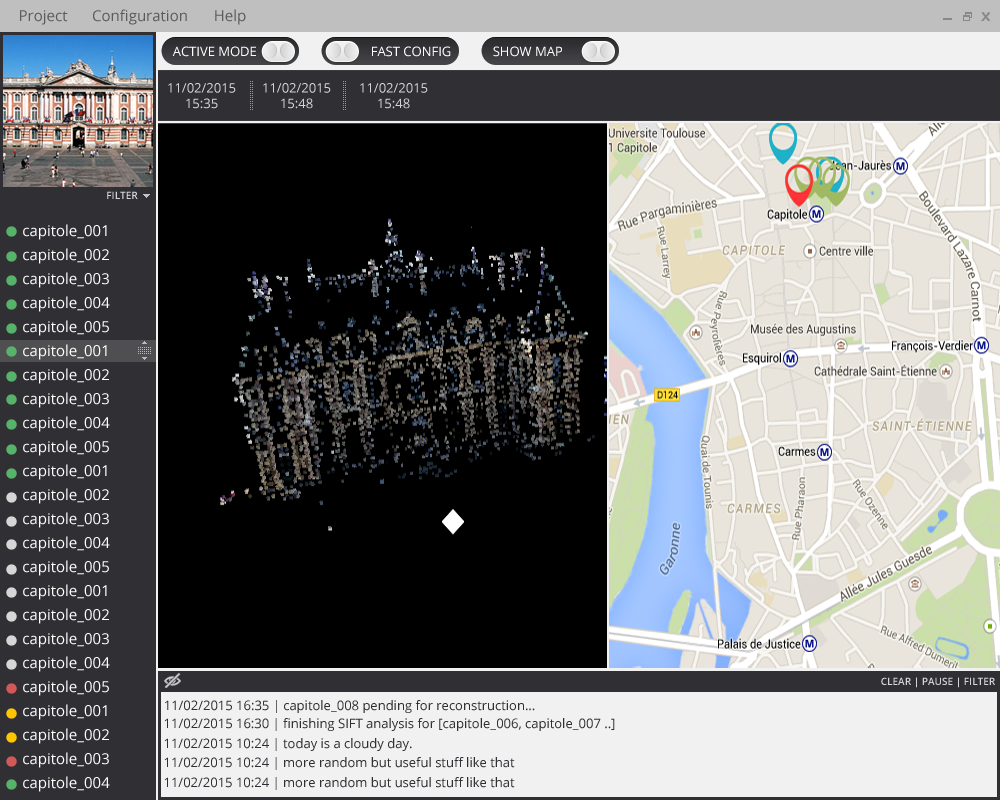 Project Configuration Help
ACTIVE MODE FAST CONFIG SHOW MAP
11/02/2015 11/02/2015 11/02/2015
15:35 15:48 15:48
FILTER
capitole_001
capitole_002
capitole_003
capitole_004
capitole_005
capitole_001
capitole_002
capitole_003
capitole_004
capitole_005
capitole_001
capitole_002
capitole_003
capitole_004
capitole_005
capitole_001
capitole_002
capitole_003
capitole_004
capitole_005
capitole_001
capitole_002
capitole_003
capitole_004
Universite Toulouse
1 Capitole
Jean-Jaurès M
Rue Pargaminières
Capitole M
Rue Larrey
CAPITOLE
Centre ville
Boulevard Lazare Carnot
Rue Peyrolières
Musée des Augustins
Esquirol M
François-Verdier M
Cathédrale Saint-Étienne
D124
IEN
SAINT-ÉTIENNE
Quai de Tounis
Carmes M
Rue Pharaon
Rue Ozenne
CARMES
Garonne
Allée Jules Guesde
Rue Alfred Dumeril
Palais de Justice M
CLEAR | PAUSE | FILTER
11/02/2015 16:35 | capitole_008 pending for reconstruction...
11/02/2015 16:30 | finishing SIFT analysis for [capitole_006, capitole_007 ..]
11/02/2015 10:24 | today is a cloudy day.
11/02/2015 10:24 | more random but useful stuff like that
11/02/2015 10:24 | more random but useful stuff like that